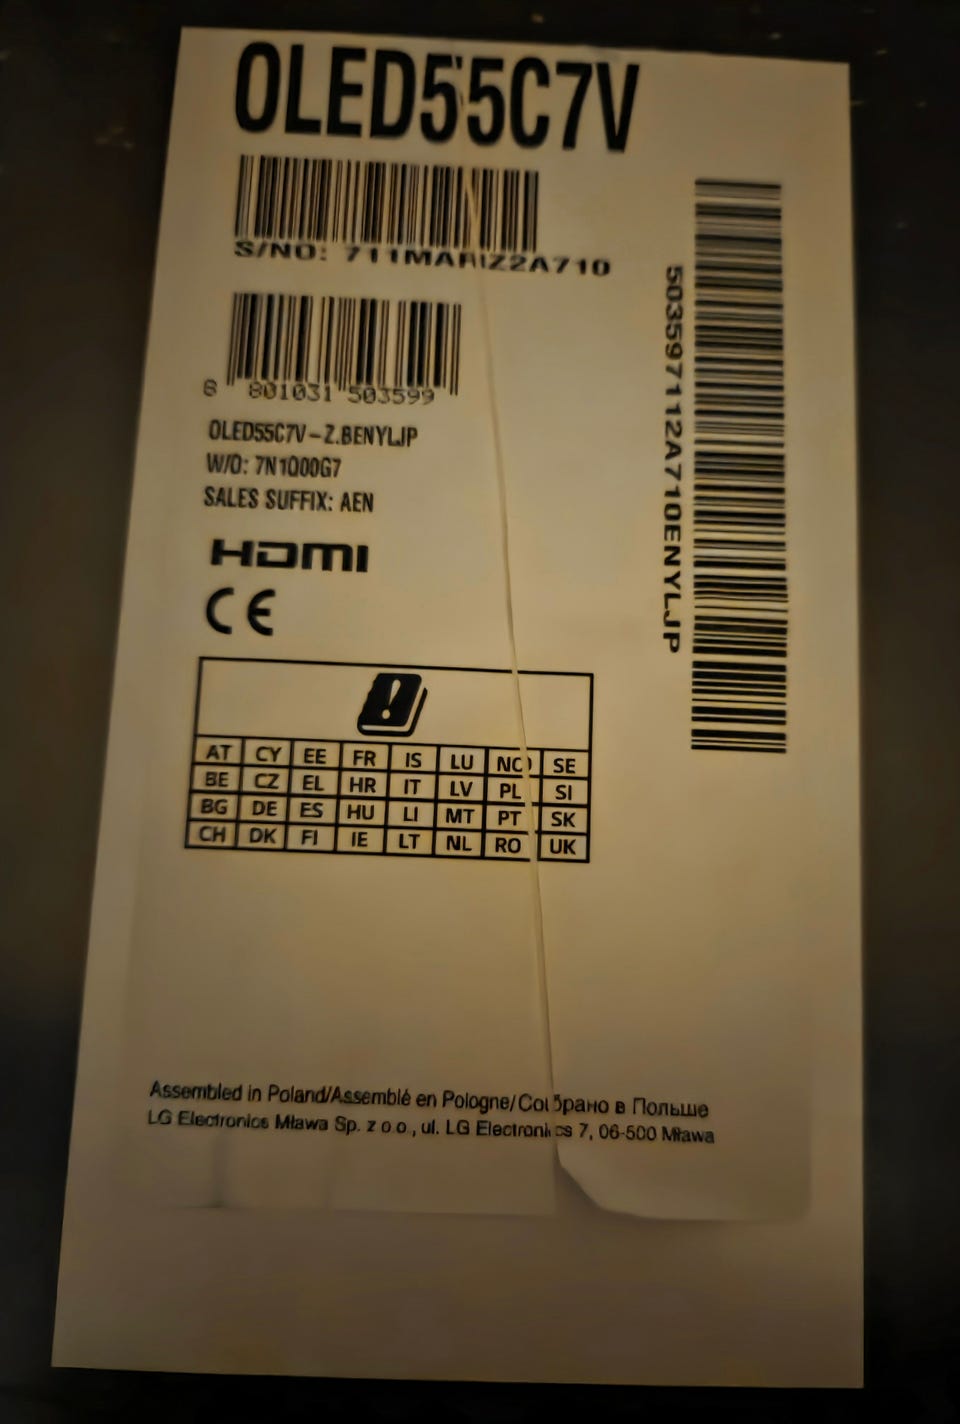 OLED55C7V
S/NO: 711MARIZ2A710
8 801031 503599
OLED55C7V-Z.BENYLJP
W/O: 7N1000G7
SALES SUFFIX: AEN
HDMI
CE
503597112A710ENYLJP
AT CY EE FR IS LU NO SE
BE CZ EL HR IT LV PL SI
BG DE ES HU LI MT PT SK
CH DK FI IE LT NL RO UK
Assembled in Poland/Assemblé en Pologne/Собрано в Польше
LG Electronics Mława Sp. z o.o., ul. LG Electronics 7, 06-500 Mława